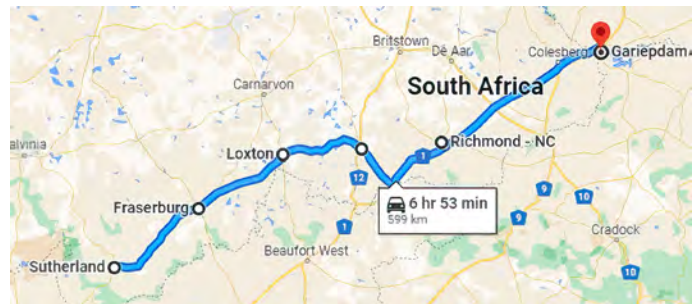 Britstown
De Aar
Colesberg
Gariepdam
Carnarvon
South Africa
alvinia
Loxton
1
Richmond - NC
12
6 hr 53 min
599 km
9
10
Fraserburg
1
9
Cradock
Beaufort West
Sutherland
10